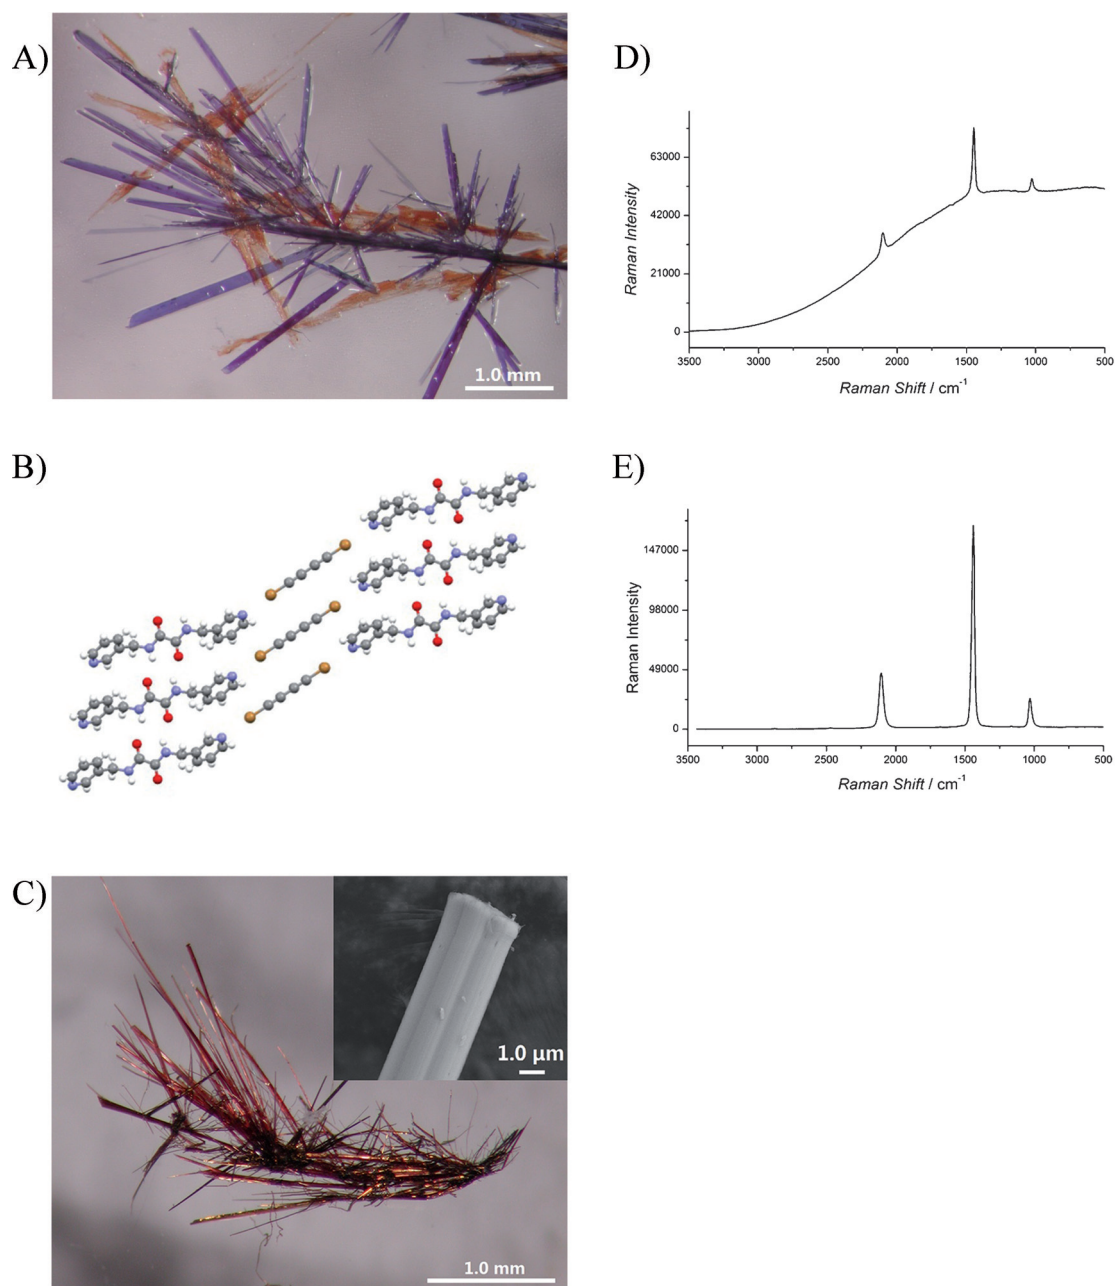 A)
1.0 mm
B)
C)
1.0 µm
1.0 mm
D)
Raman Intensity
63000
42000
21000
0
3500 3000 2500 2000 1500 1000 500
Raman Shift / cm-1
E)
Raman Intensity
147000
98000
49000
0
3500 3000 2500 2000 1500 1000 500
Raman Shift / cm-1